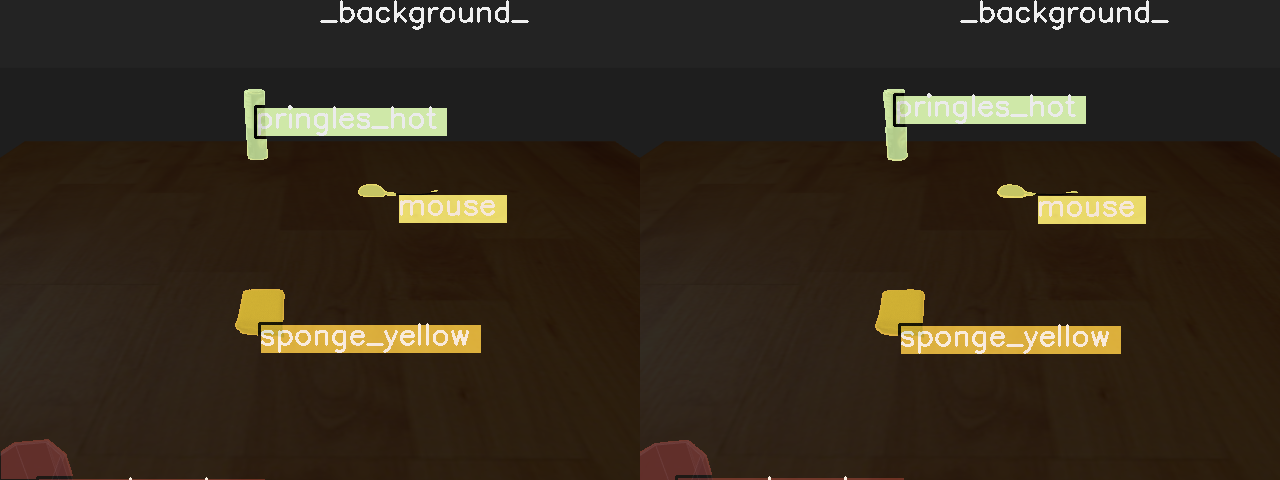 _background_ _background_
pringles_hot pringles_hot
mouse mouse
sponge_yellow sponge_yellow